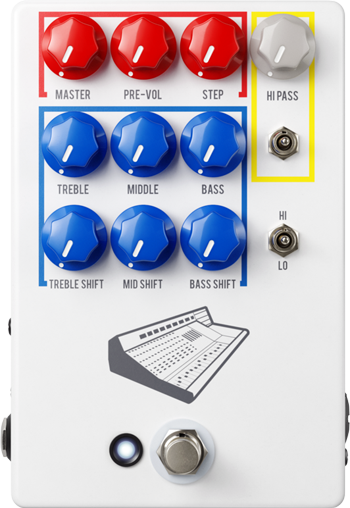 MASTER PRE-VOL STEP HI PASS
TREBLE MIDDLE BASS
HI
LO
TREBLE SHIFT MID SHIFT BASS SHIFT